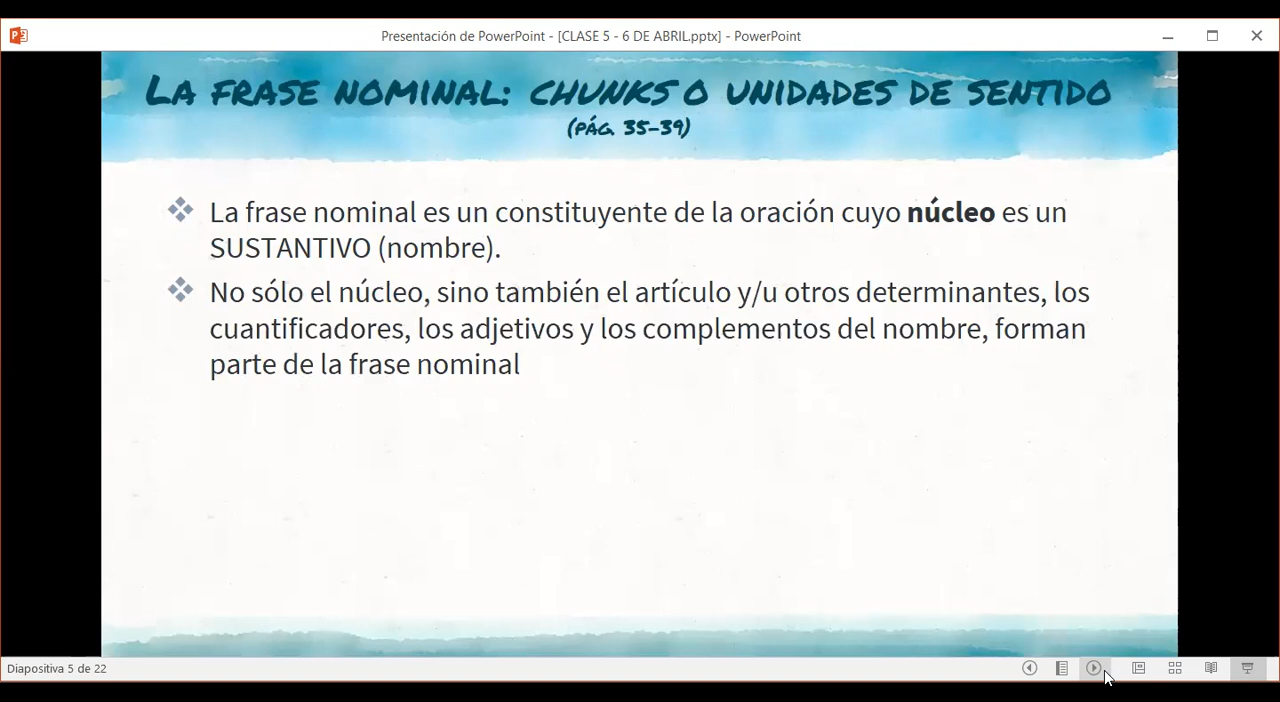 Presentación de PowerPoint - [CLASE 5 - 6 DE ABRIL.pptx] - PowerPoint
LA FRASE NOMINAL: CHUNKS O UNIDADES DE SENTIDO
(PÁG. 35-39)
La frase nominal es un constituyente de la oración cuyo núcleo es un
SUSTANTIVO (nombre).
No sólo el núcleo, sino también el artículo y/u otros determinantes, los
cuantificadores, los adjetivos y los complementos del nombre, forman
parte de la frase nominal
Diapositiva 5 de 22